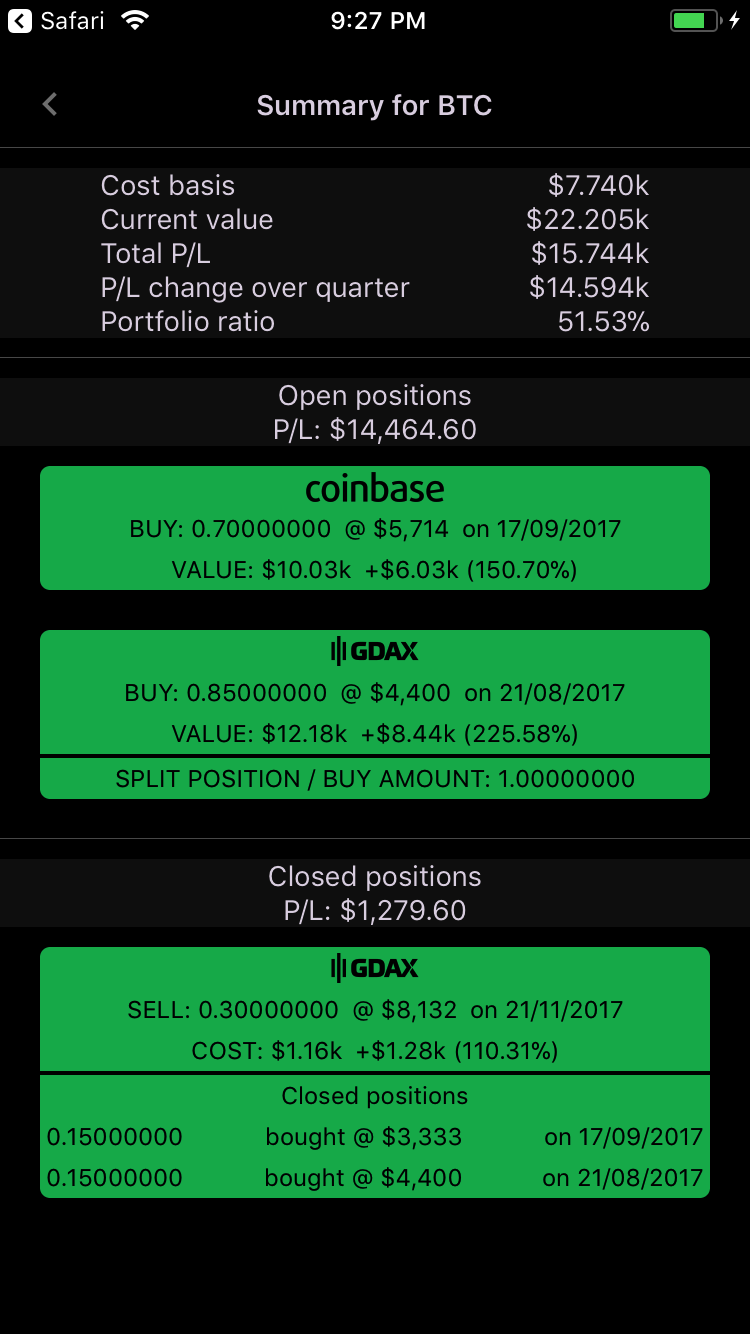 Safari
9:27 PM
Summary for BTC
Cost basis $7.740k
Current value $22.205k
Total P/L $15.744k
P/L change over quarter $14.594k
Portfolio ratio 51.53%
Open positions
P/L: $14,464.60
coinbase
BUY: 0.70000000 @ $5,714 on 17/09/2017
VALUE: $10.03k +$6.03k (150.70%)
GDAX
BUY: 0.85000000 @ $4,400 on 21/08/2017
VALUE: $12.18k +$8.44k (225.58%)
SPLIT POSITION / BUY AMOUNT: 1.00000000
Closed positions
P/L: $1,279.60
GDAX
SELL: 0.30000000 @ $8,132 on 21/11/2017
COST: $1.16k +$1.28k (110.31%)
Closed positions
0.15000000 bought @ $3,333 on 17/09/2017
0.15000000 bought @ $4,400 on 21/08/2017